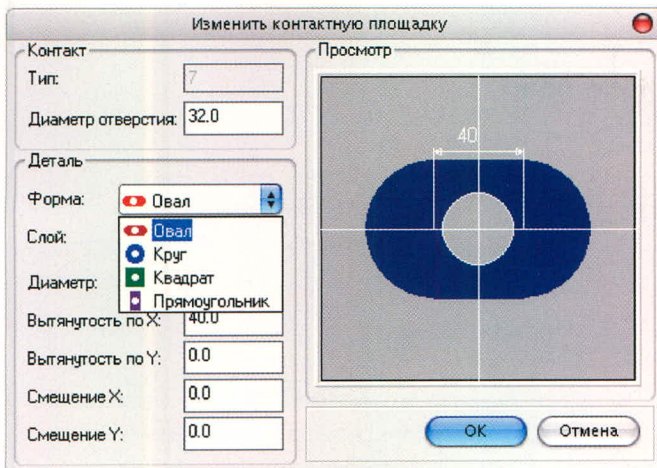 Изменить контактную площадку
Контакт
Тип:
7
Диаметр отверстия:
32.0
Деталь
Форма:
Овал
Овал
Круг
Квадрат
Прямоугольник
Слой:
Диаметр:
Вытянутость по X:
40.0
Вытянутость по Y:
0.0
Смещение X:
0.0
Смещение Y:
0.0
Просмотр
40
OK
Отмена